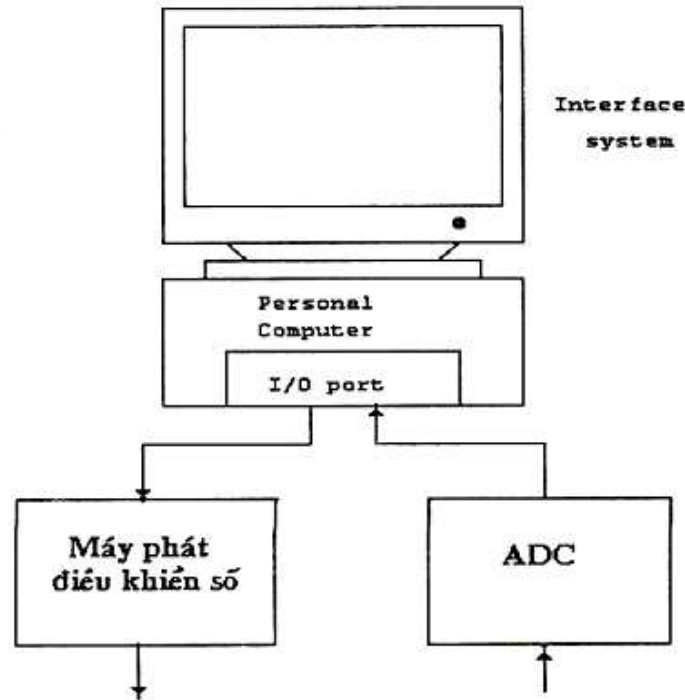 Interface
system
Personal
Computer
I/O port
Máy phát
điều khiển số
ADC